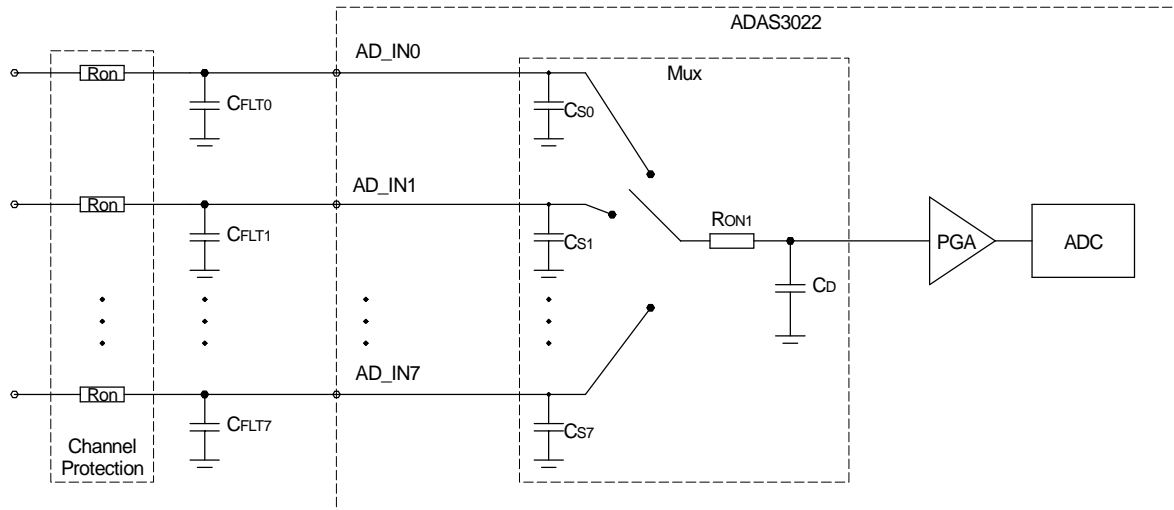 ADAS3022
AD_IN0
Mux
Ron
CFLT0
CS0
AD_IN1
Ron
RON1
PGA
ADC
CFLT1
CS1
CD
AD_IN7
Ron
CFLT7
CS7
Channel
Protection